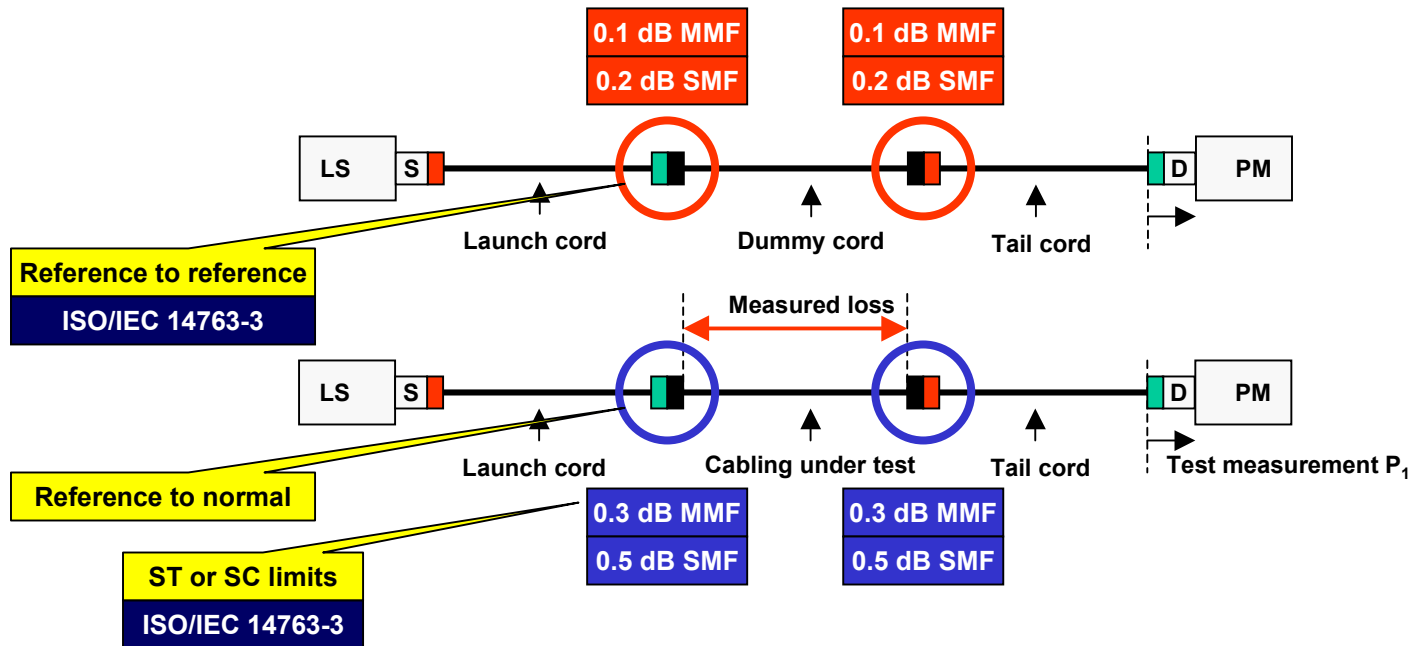 0.1 dB MMF
0.2 dB SMF
0.1 dB MMF
0.2 dB SMF
LS
S
D
PM
Launch cord
Dummy cord
Tail cord
Reference to reference
ISO/IEC 14763-3
Measured loss
LS
S
D
PM
Launch cord
Cabling under test
Tail cord
Test measurement P₁
Reference to normal
0.3 dB MMF
0.5 dB SMF
0.3 dB MMF
0.5 dB SMF
ST or SC limits
ISO/IEC 14763-3